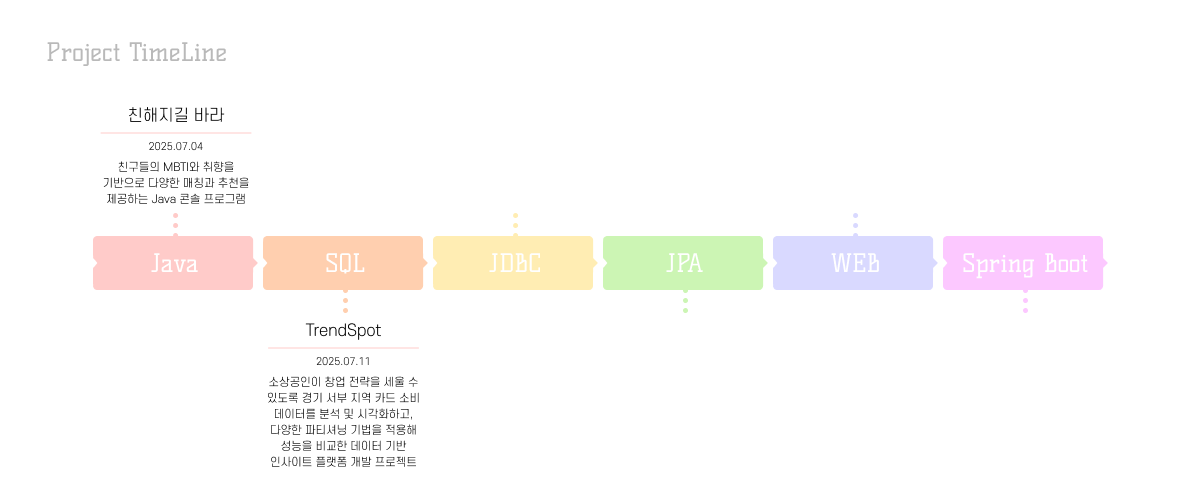 Project TimeLine
친해지길 바라
2025.07.04
친구들의 MBTI와 취향을
기반으로 다양한 매칭과 추천을
제공하는 Java 콘솔 프로그램
Java
SQL
JDBC
JPA
WEB
Spring Boot
TrendSpot
2025.07.11
소상공인이 창업 전략을 세울 수
있도록 경기 서부 지역 카드 소비
데이터를 분석 및 시각화하고,
다양한 파티셔닝 기법을 적용해
성능을 비교한 데이터 기반
인사이트 플랫폼 개발 프로젝트